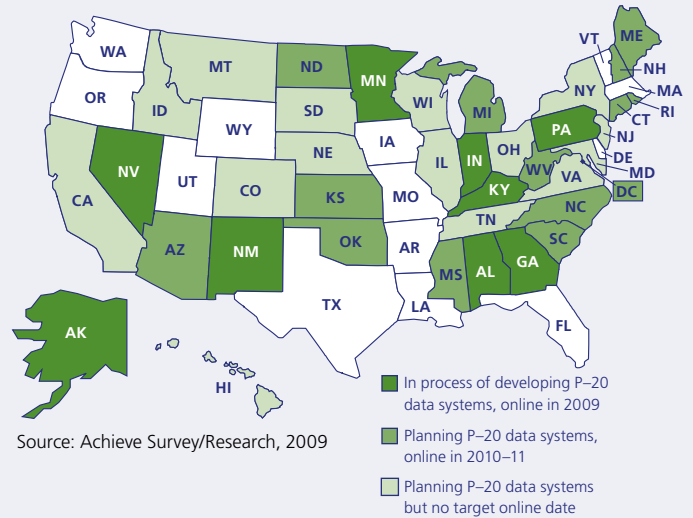 WA
OR
CA
NV
ID
MT
WY
UT
AZ
CO
NM
ND
SD
NE
KS
OK
TX
MN
IA
MO
AR
LA
WI
IL
MI
IN
OH
KY
TN
MS
AL
GA
FL
SC
NC
VA
WV
PA
NY
VT
ME
NH
MA
RI
CT
NJ
DE
MD
DC
AK
HI
In process of developing P–20
data systems, online in 2009
Planning P–20 data systems,
online in 2010–11
Planning P–20 data systems
but no target online date
Source: Achieve Survey/Research, 2009